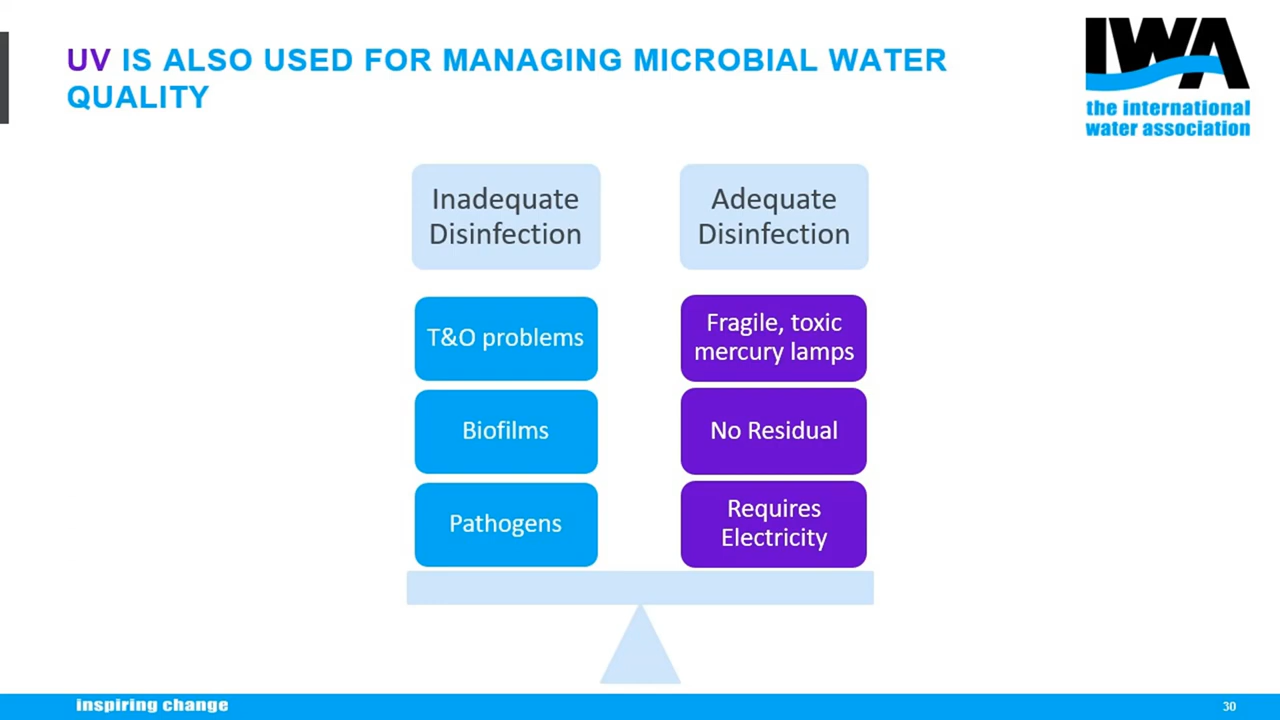 UV IS ALSO USED FOR MANAGING MICROBIAL WATER
QUALITY
IWA
the international
water association
Inadequate
Disinfection
Adequate
Disinfection
T&O problems
Fragile, toxic
mercury lamps
Biofilms
No Residual
Pathogens
Requires
Electricity
inspiring change
30